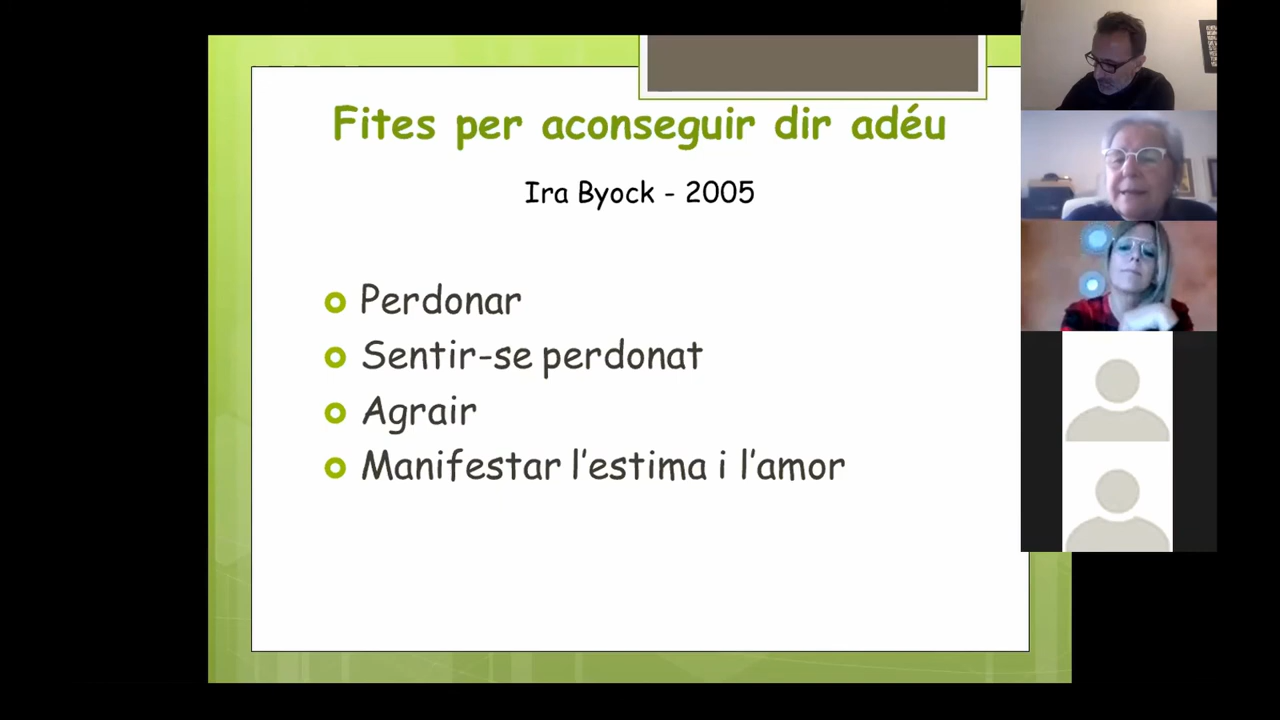 Fites per aconseguir dir adéu
Ira Byock - 2005
Perdonar
Sentir-se perdonat
Agrair
Manifestar l'estima i l'amor